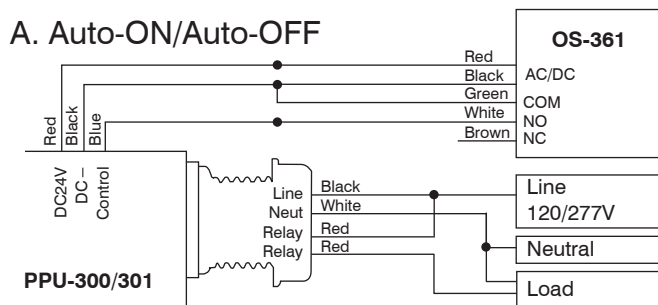 A. Auto-ON/Auto-OFF
OS-361
Red
Black
AC/DC
Green
COM
White
NO
Brown
NC
Red
Black
Blue
DC24V
DC –
Control
PPU-300/301
Line
Neut
Relay
Relay
Black
White
Red
Red
Line
120/277V
Neutral
Load